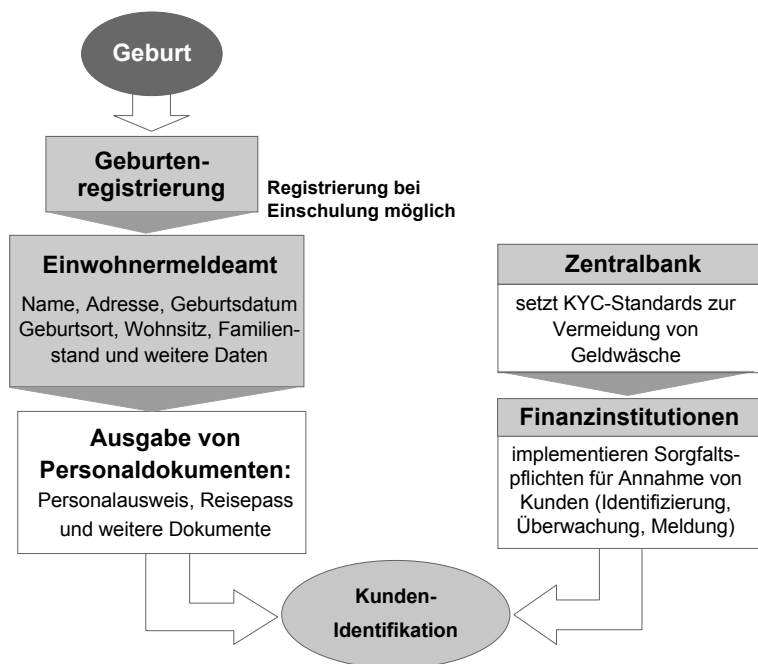 Geburt
Geburten-
registrierung
Registrierung bei
Einschulung möglich
Einwohnermeldeamt
Name, Adresse, Geburtsdatum
Geburtsort, Wohnsitz, Familien-
stand und weitere Daten
Ausgabe von
Personaldokumenten:
Personalausweis, Reisepass
und weitere Dokumente
Zentralbank
setzt KYC-Standards zur
Vermeidung von
Geldwäsche
Finanzinstitutionen
implementieren Sorgfalts-
pflichten für Annahme von
Kunden (Identifizierung,
Überwachung, Meldung)
Kunden-
Identifikation